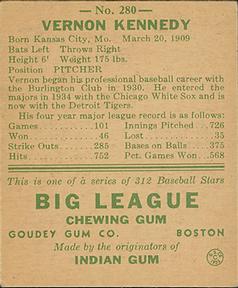 — No. 280 —
VERNON KENNEDY
Born Kansas City, Mo. March 20, 1909
Bats Left Throws Right
Height 6' Weight 175 lbs.
Position PITCHER
Vernon began his professional baseball career with
the Burlington Club in 1930. He entered the
majors in 1934 with the Chicago White Sox and is
now with the Detroit Tigers.
His four year major league record is as follows:
Games 101 Innings Pitched 726
Won 46 Lost 35
Strike Outs 285 Bases on Balls 375
Hits 752 Pct. Games Won .568
This is one of a series of 312 Baseball Stars
BIG LEAGUE
CHEWING GUM
GOUDEY GUM CO. BOSTON
Made by the originators of
INDIAN GUM